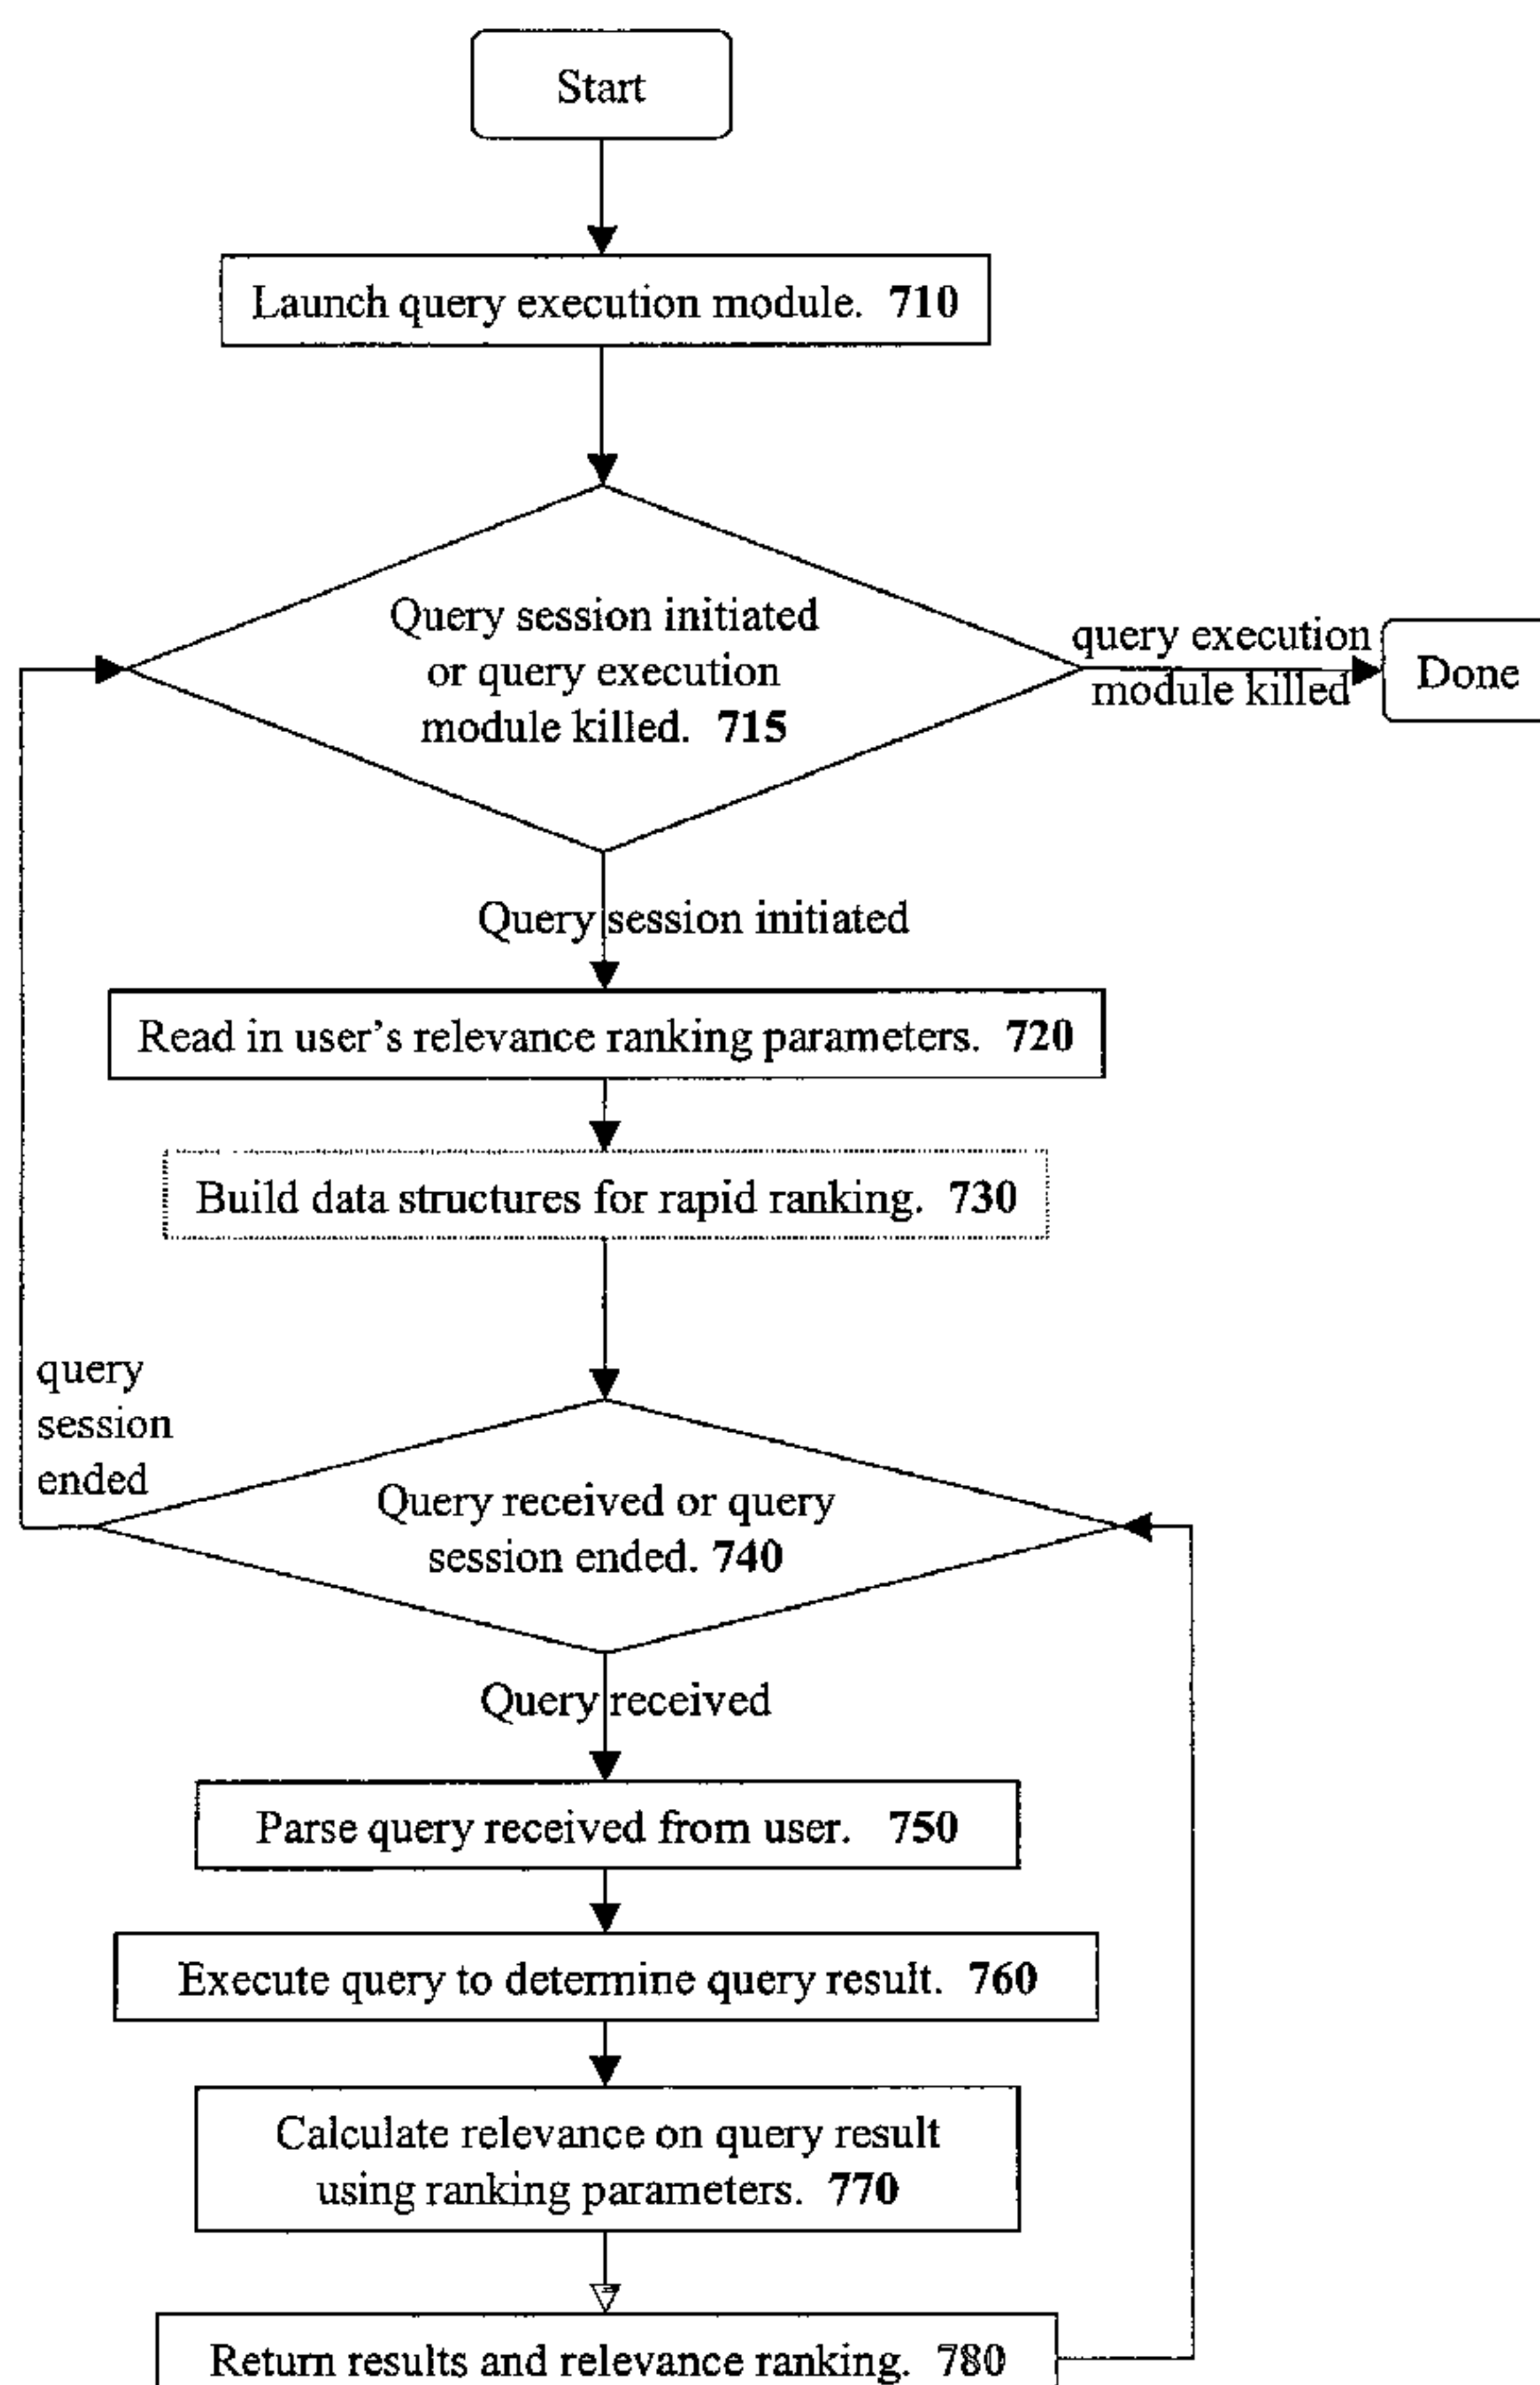 Start
Launch query execution module. 710
Query session initiated
or query execution
module killed. 715
query execution
module killed
Done
Query session initiated
Read in user's relevance ranking parameters. 720
Build data structures for rapid ranking. 730
query
session
ended
Query received or query
session ended. 740
Query received
Parse query received from user. 750
Execute query to determine query result. 760
Calculate relevance on query result
using ranking parameters. 770
Return results and relevance ranking. 780